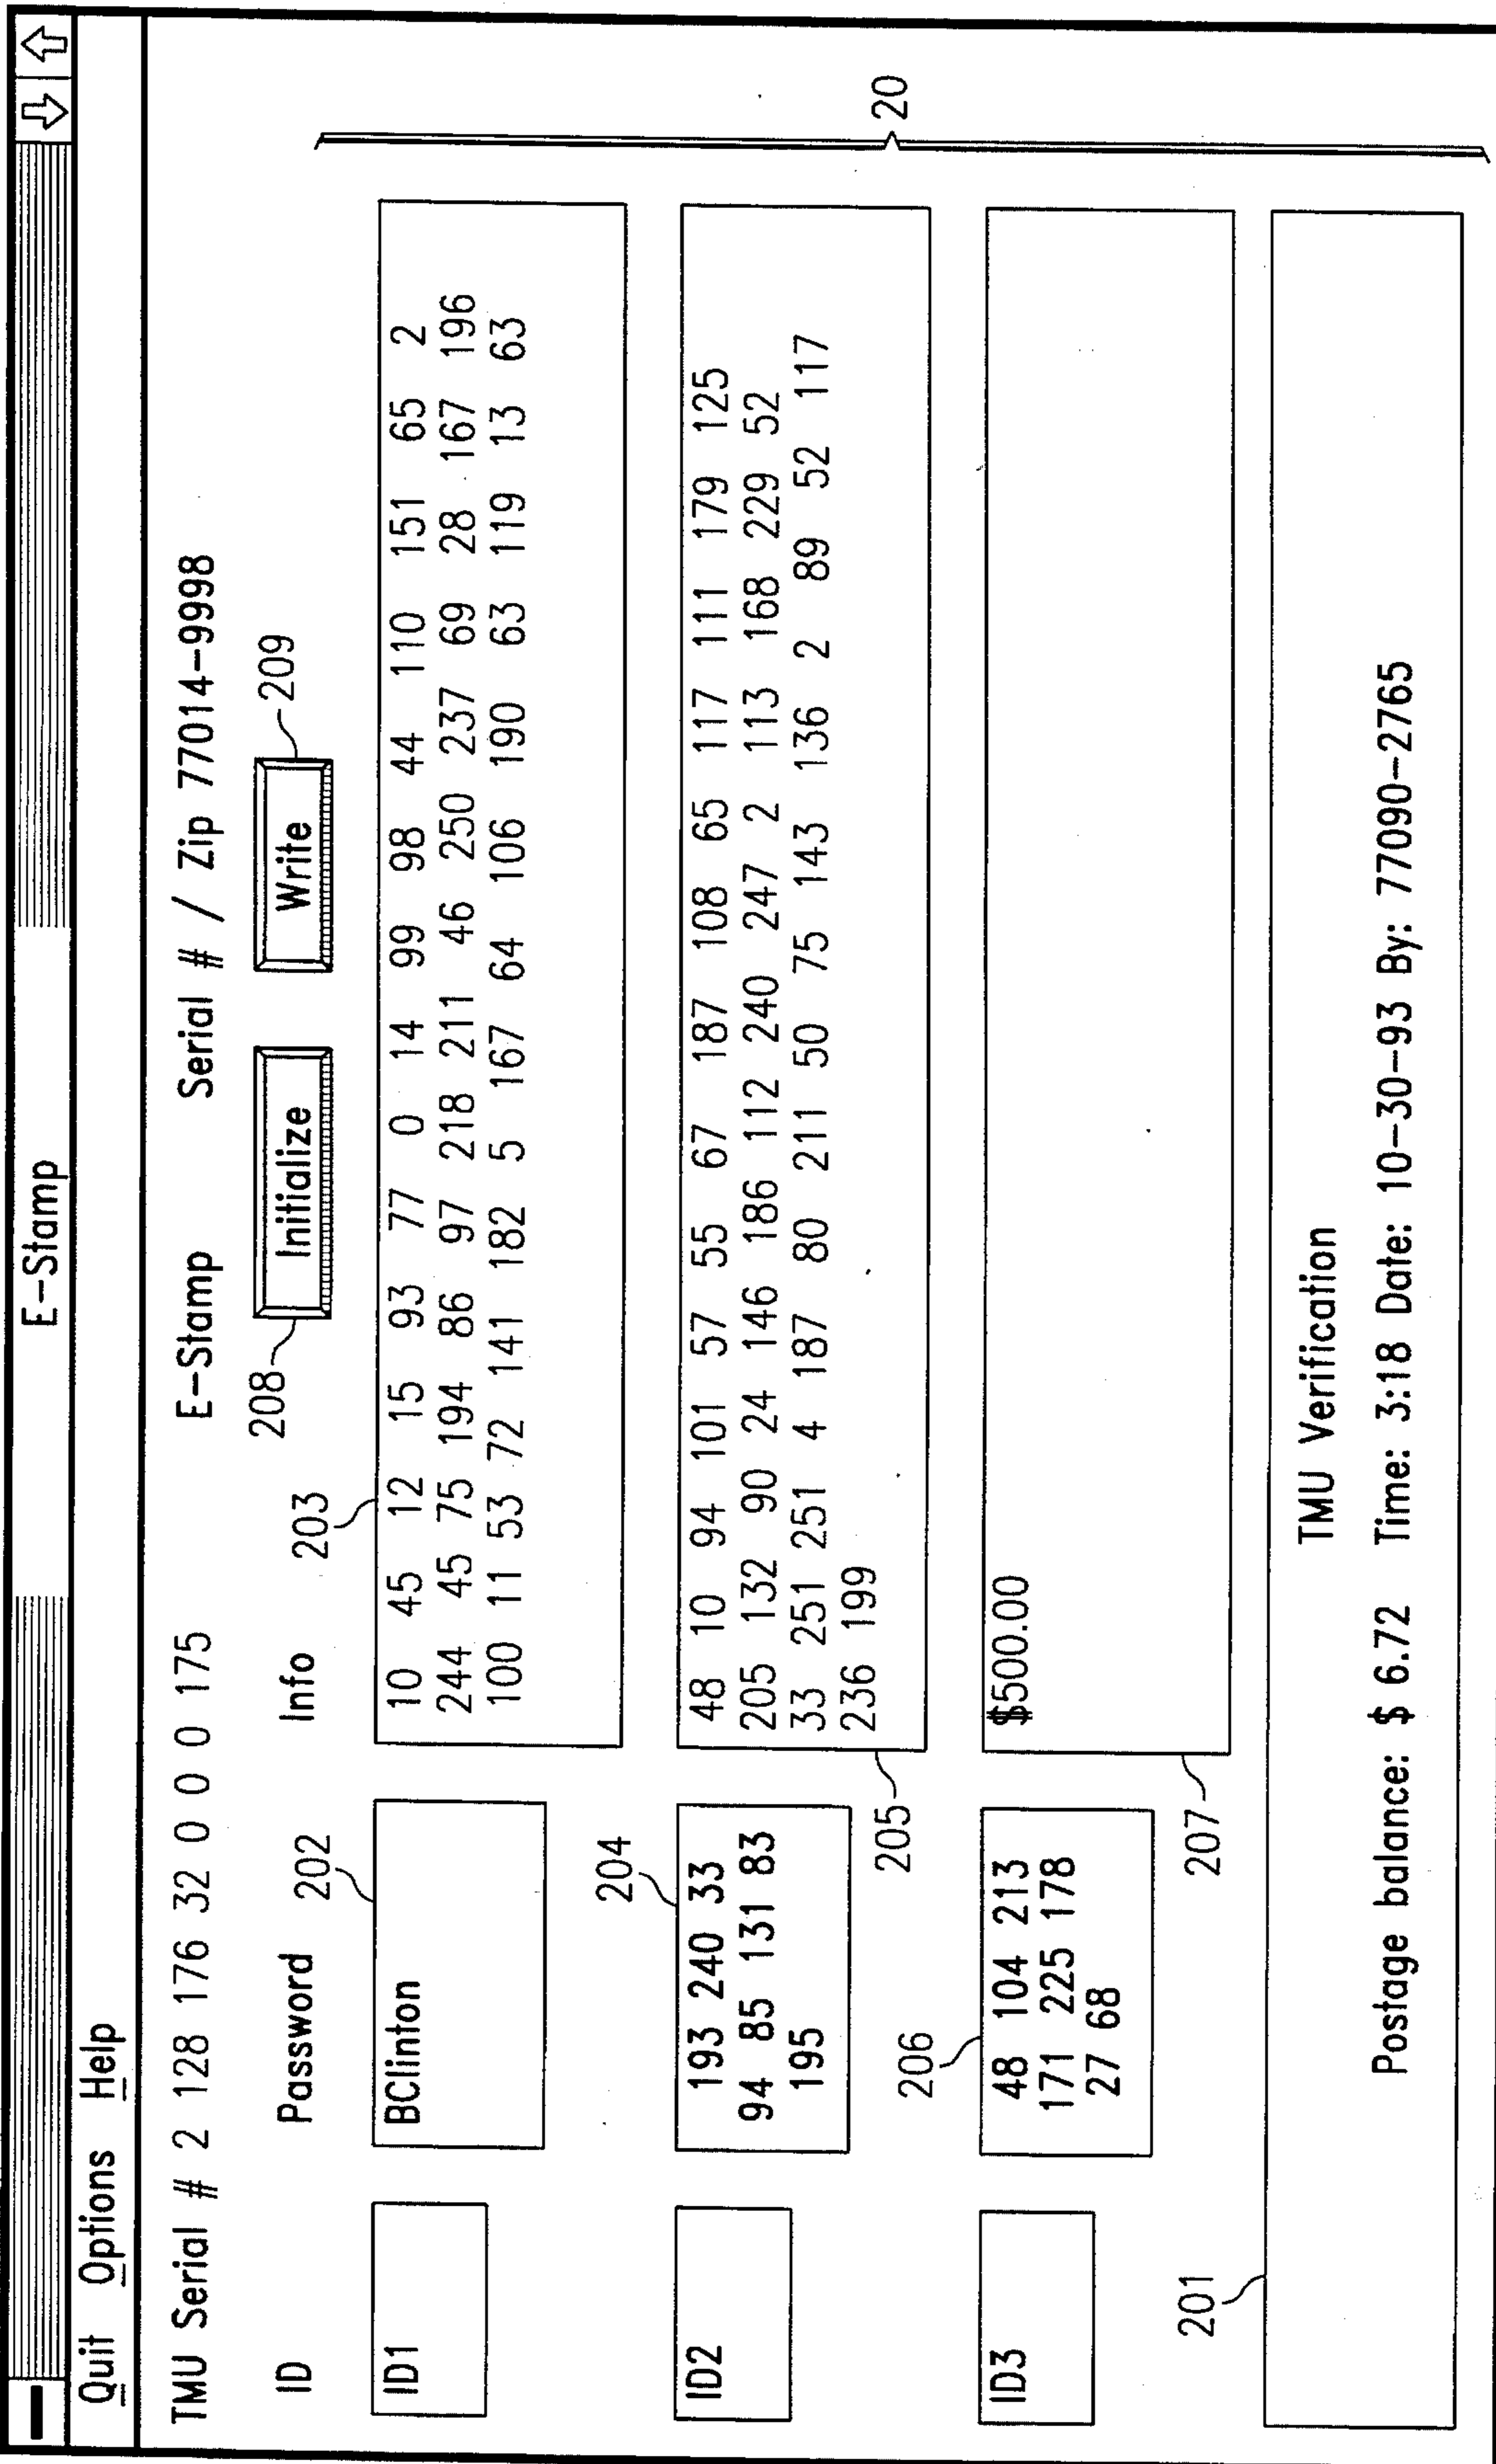 E-Stamp
Quit Options Help
TMU Serial # 2 128 176 32 0 0 0 175 E-Stamp Serial # / Zip 77014-9998
208 Initialize Write 209
ID Password Info
202 203
ID1 BClinton 10 45 12 15 93 77 0 14 99 98 44 110 151 65 2
244 45 75 194 86 97 218 211 46 250 237 69 28 167 196
100 11 53 72 141 182 5 167 64 106 190 63 119 13 63
204
ID2 193 240 33 48 10 94 101 57 55 67 187 108 65 117 111 179 125
94 85 131 83 205 132 90 24 146 186 112 240 247 2 113 168 229 52
195 33 251 251 4 187 80 211 50 75 143 136 2 89 52 117
236 199
205
20
206
ID3 48 104 213 $500.00
171 225 178
27 68
207
201
TMU Verification
Postage balance: $ 6.72 Time: 3:18 Date: 10-30-93 By: 77090-2765